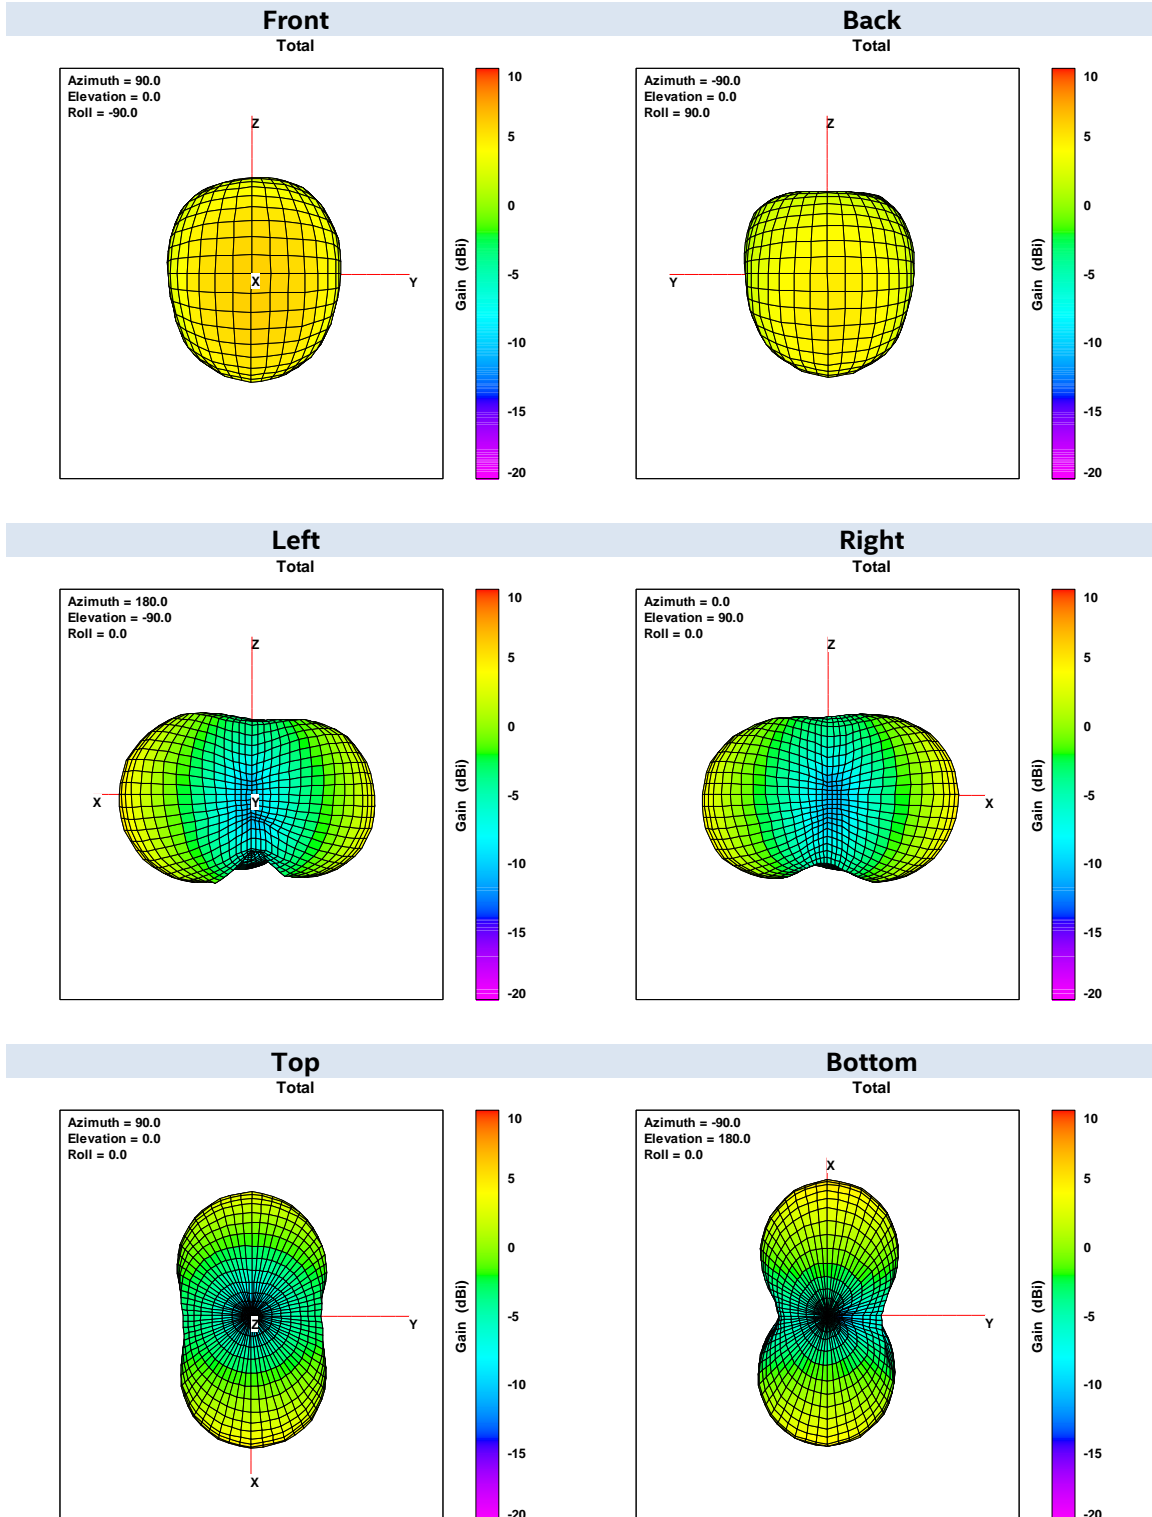 Front
Total
Azimuth = 90.0
Elevation = 0.0
Roll = -90.0
Z
X
Y
10
5
0
-5
-10
-15
-20
Gain (dBi)
Back
Total
Azimuth = -90.0
Elevation = 0.0
Roll = 90.0
Z
Y
10
5
0
-5
-10
-15
-20
Gain (dBi)
Left
Total
Azimuth = 180.0
Elevation = -90.0
Roll = 0.0
Z
X
Y
10
5
0
-5
-10
-15
-20
Gain (dBi)
Right
Total
Azimuth = 0.0
Elevation = 90.0
Roll = 0.0
Z
X
10
5
0
-5
-10
-15
-20
Gain (dBi)
Top
Total
Azimuth = 90.0
Elevation = 0.0
Roll = 0.0
Z
Y
X
10
5
0
-5
-10
-15
-20
Gain (dBi)
Bottom
Total
Azimuth = -90.0
Elevation = 180.0
Roll = 0.0
X
Y
10
5
0
-5
-10
-15
-20
Gain (dBi)